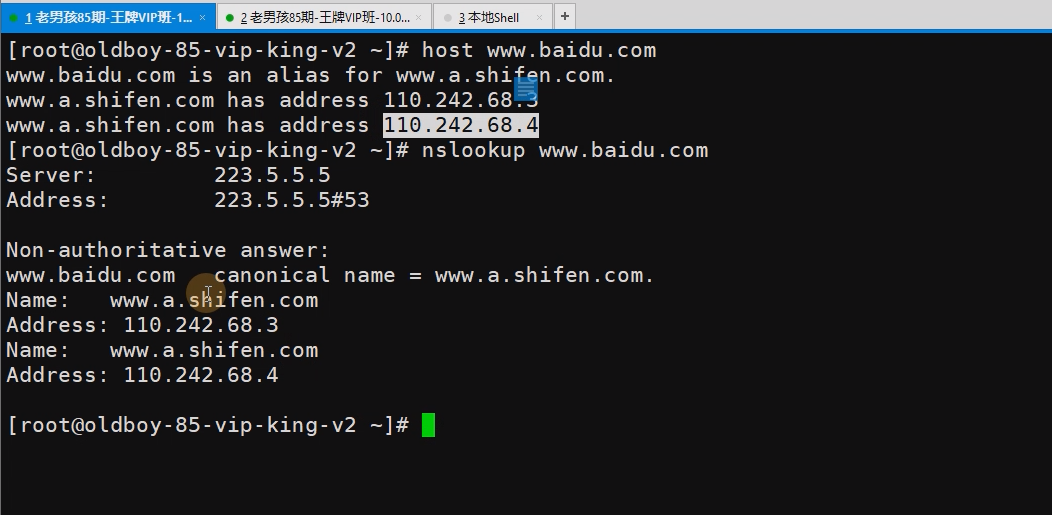 1 老男孩85期-王牌VIP班-1... × 2 老男孩85期-王牌VIP班-10.0... × 3 本地Shell × +
[root@oldboy-85-vip-king-v2 ~]# host www.baidu.com
www.baidu.com is an alias for www.a.shifen.com.
www.a.shifen.com has address 110.242.68.3
www.a.shifen.com has address 110.242.68.4
[root@oldboy-85-vip-king-v2 ~]# nslookup www.baidu.com
Server:         223.5.5.5
Address:        223.5.5.5#53
Non-authoritative answer:
www.baidu.com   canonical name = www.a.shifen.com.
Name:   www.a.shifen.com
Address: 110.242.68.3
Name:   www.a.shifen.com
Address: 110.242.68.4
[root@oldboy-85-vip-king-v2 ~]#